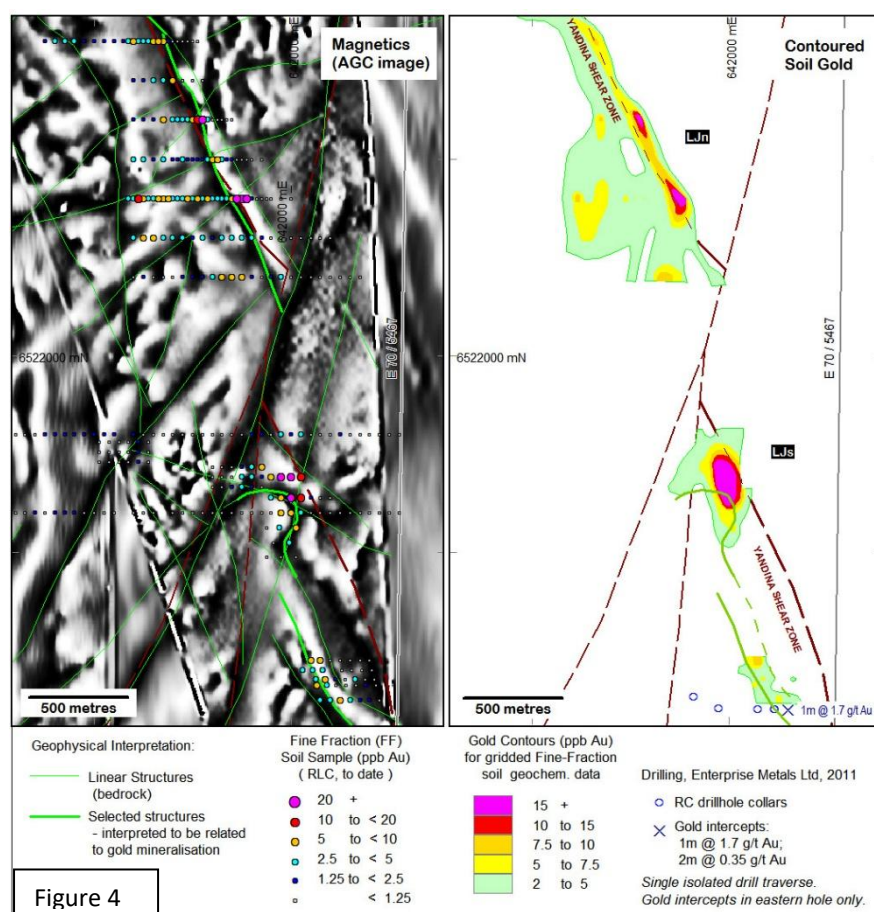 Magnetics
(AGC image)
642000 mE
642000 mE
6522000 mN
E 70 / 5467
500 metres
Contoured
Soil Gold
642000 mE
YANDINA SHEAR ZONE
LJn
6522000 mN
E 70 / 5467
LJs
YANDINA SHEAR ZONE
1m @ 1.7 g/t Au
500 metres
Geophysical Interpretation:
Linear Structures
(bedrock)
Selected structures
- interpreted to be related
to gold mineralisation
Fine Fraction (FF)
Soil Sample (ppb Au)
( RLC, to date )
20 +
10 to < 20
5 to < 10
2.5 to < 5
1.25 to < 2.5
< 1.25
Gold Contours (ppb Au)
for gridded Fine-Fraction
soil geochem. data
15 +
10 to 15
7.5 to 10
5 to 7.5
2 to 5
Drilling, Enterprise Metals Ltd, 2011
RC drillhole collars
Gold intercepts:
1m @ 1.7 g/t Au;
2m @ 0.35 g/t Au
Single isolated drill traverse.
Gold intercepts in eastern hole only.
Figure 4